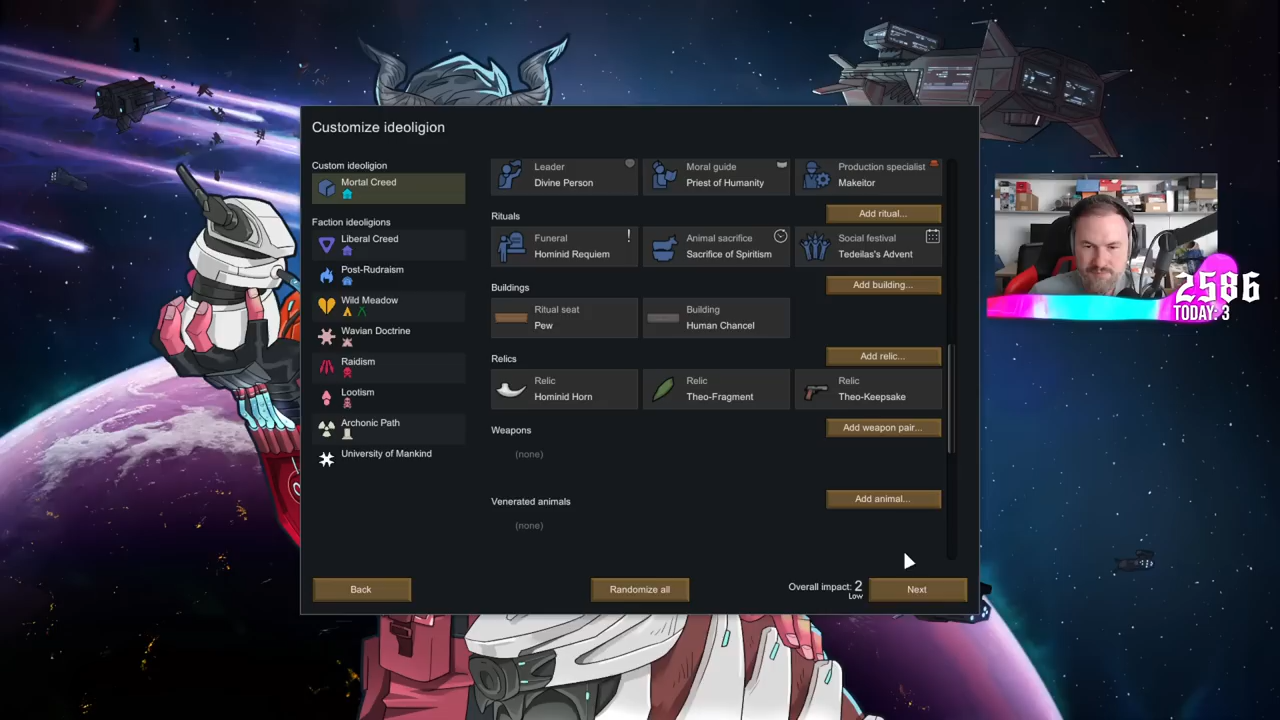 Customize ideoligion
Custom ideoligion
Mortal Creed
Faction ideoligions
Liberal Creed
Post-Rudraism
Wild Meadow
Wavian Doctrine
Raidism
Lootism
Archonic Path
University of Mankind
Leader
Divine Person
Moral guide
Priest of Humanity
Production specialist
Makeitor
Rituals
Add ritual...
Funeral
Hominid Requiem
!
Animal sacrifice
Sacrifice of Spiritism
Social festival
Tedeilas's Advent
Buildings
Add building...
Ritual seat
Pew
Building
Human Chancel
Relics
Add relic...
Relic
Hominid Horn
Relic
Theo-Fragment
Relic
Theo-Keepsake
Weapons
Add weapon pair...
(none)
Venerated animals
Add animal...
(none)
Back
Randomize all
Overall impact: 2
Low
Next
2586
TODAY: 3